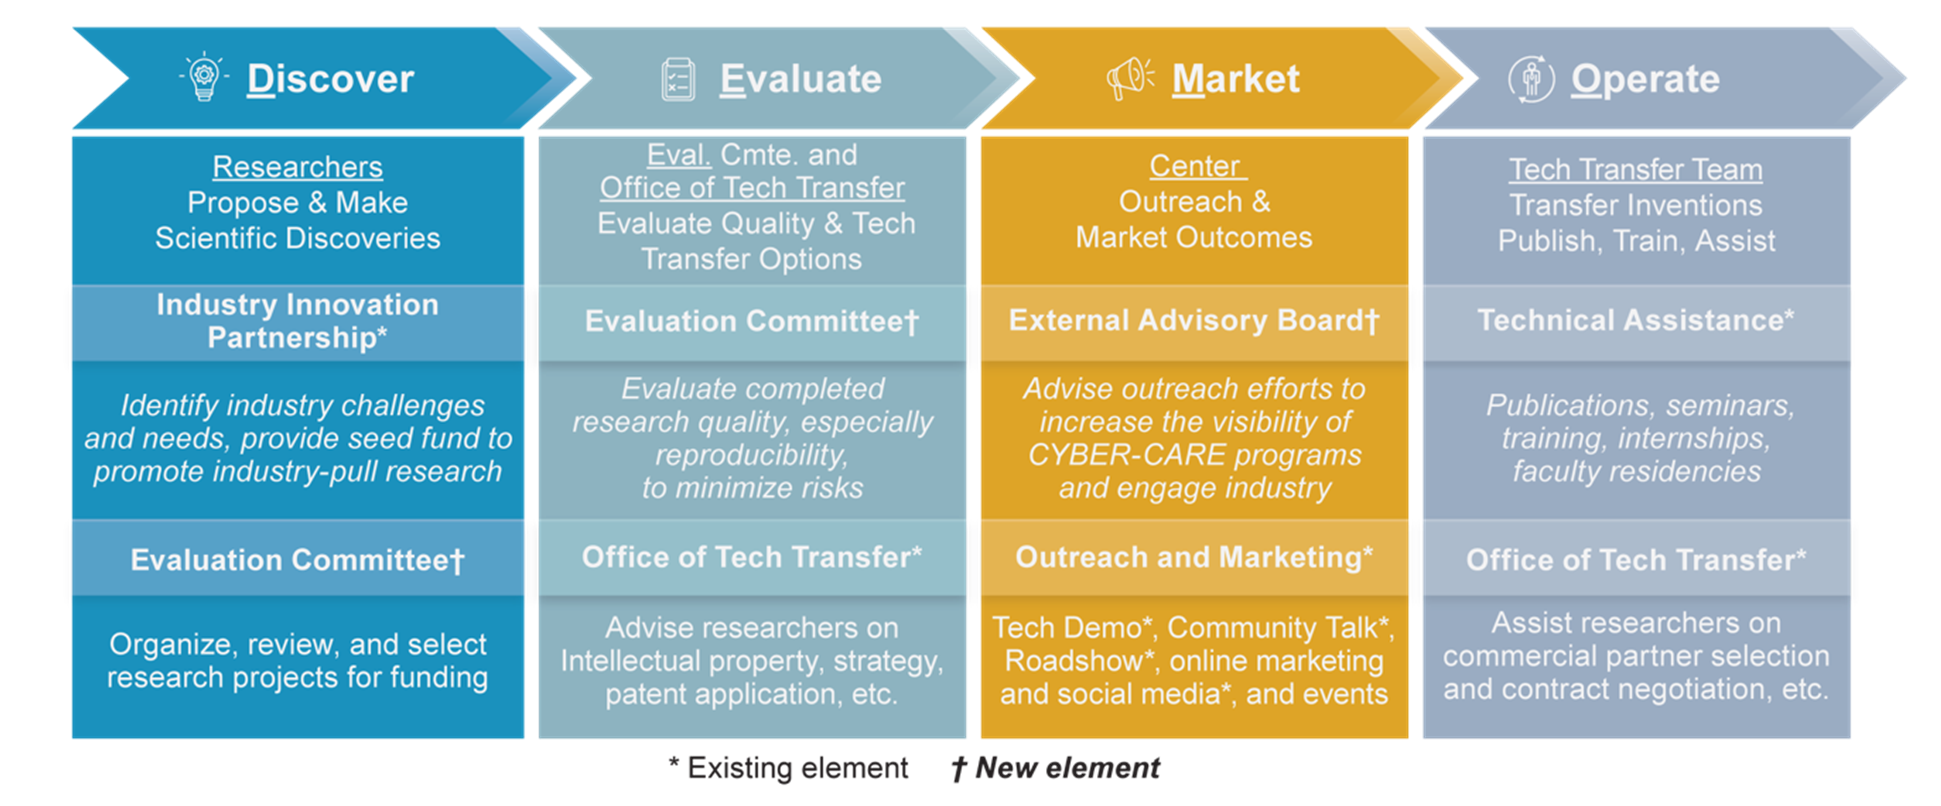 Discover
Evaluate
Market
Operate
Researchers
Propose & Make
Scientific Discoveries
Industry Innovation
Partnership*
Identify industry challenges
and needs, provide seed fund to
promote industry-pull research
Evaluation Committee†
Organize, review, and select
research projects for funding
Eval. Cmte. and
Office of Tech Transfer
Evaluate Quality & Tech
Transfer Options
Evaluation Committee†
Evaluate completed
research quality, especially
reproducibility,
to minimize risks
Office of Tech Transfer*
Advise researchers on
Intellectual property, strategy,
patent application, etc.
Center
Outreach &
Market Outcomes
External Advisory Board†
Advise outreach efforts to
increase the visibility of
CYBER-CARE programs
and engage industry
Outreach and Marketing*
Tech Demo*, Community Talk*,
Roadshow*, online marketing
and social media*, and events
Tech Transfer Team
Transfer Inventions
Publish, Train, Assist
Technical Assistance*
Publications, seminars,
training, internships,
faculty residencies
Office of Tech Transfer*
Assist researchers on
commercial partner selection
and contract negotiation, etc.
* Existing element † New element